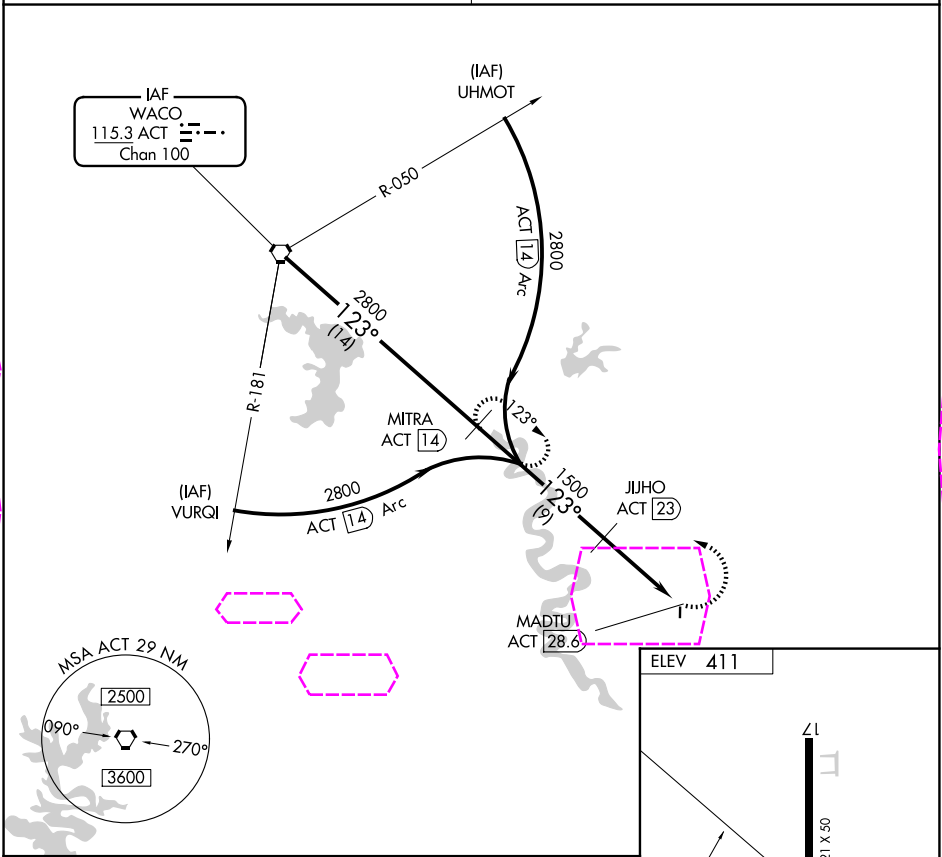 (IAF)
UHMOT
IAF
WACO
115.3 ACT
Chan 100
R-050
ACT 14 Arc
2800
2800
123°
(14)
R-181
MITRA
ACT 14
123°
(IAF)
VURQI
2800
ACT 14 Arc
1500
123°
(9)
JIJHO
ACT 23
MADTU
ACT 28.6
MSA ACT 29 NM
2500
090°
270°
3600
ELEV 411
17
21 X 50